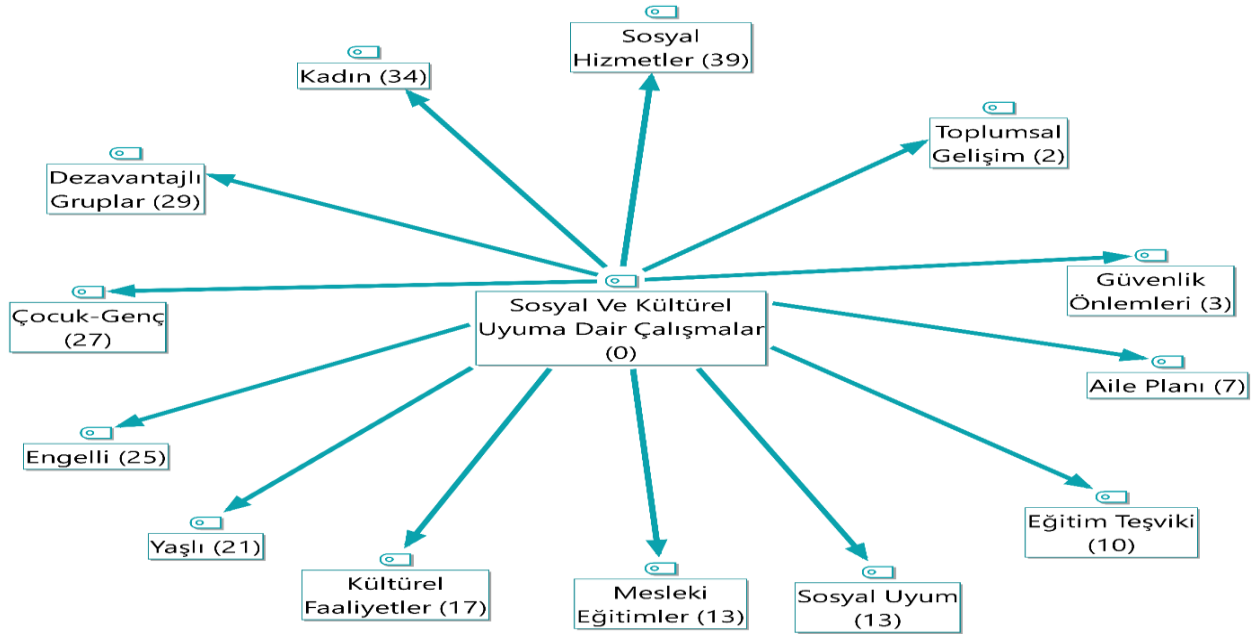 Sosyal
Hizmetler (39)
Kadın (34)
Toplumsal
Gelişim (2)
Dezavantajlı
Gruplar (29)
Güvenlik
Önlemleri (3)
Çocuk-Genç
(27)
Sosyal Ve Kültürel
Uyuma Dair Çalışmalar
(0)
Aile Planı (7)
Engelli (25)
Eğitim Teşviki
(10)
Yaşlı (21)
Kültürel
Faaliyetler (17)
Mesleki
Eğitimler (13)
Sosyal Uyum
(13)